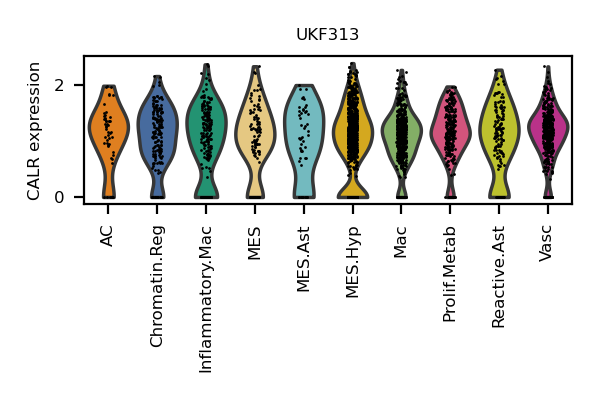 UKF313
CALR expression
2
0
AC
Chromatin.Reg
Inflammatory.Mac
MES
MES.Ast
MES.Hyp
Mac
Prolif.Metab
Reactive.Ast
Vasc